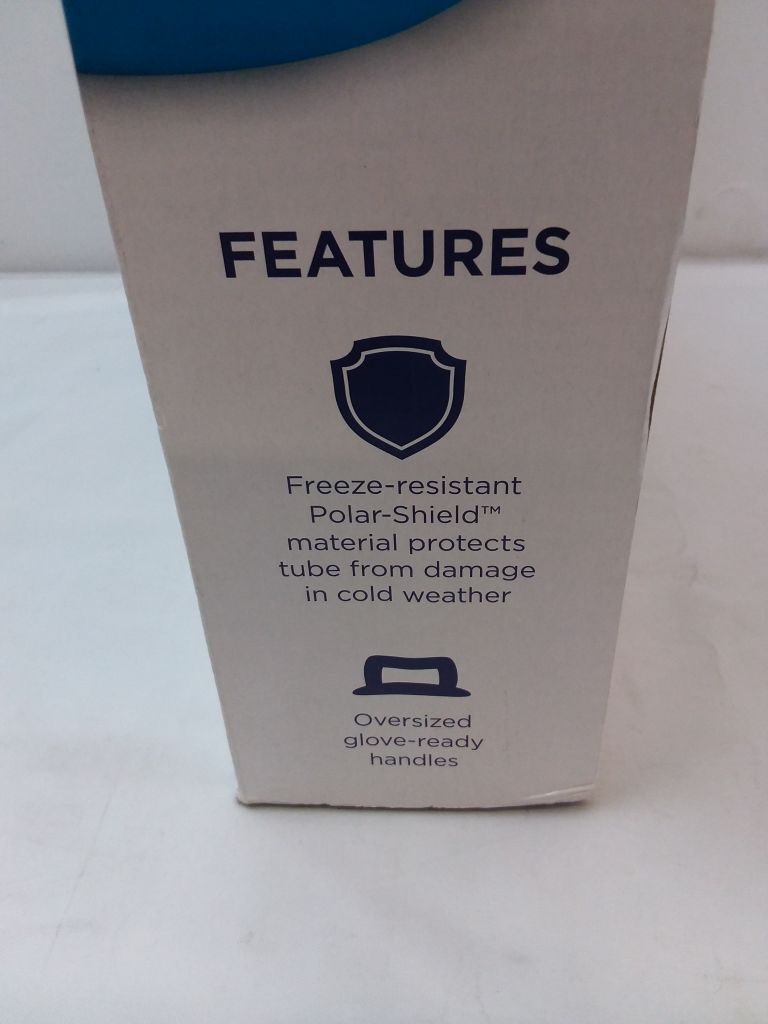 FEATURES
Freeze-resistant
Polar-Shield™
material protects
tube from damage
in cold weather
Oversized
glove-ready
handles